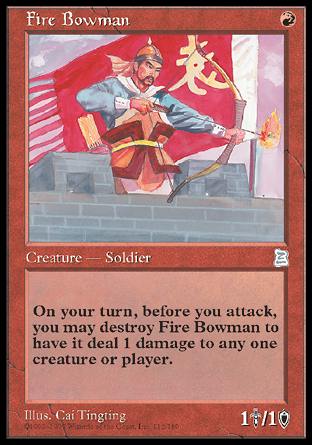 Fire Bowman
袁
Creature — Soldier
On your turn, before you attack,
you may destroy Fire Bowman to
have it deal 1 damage to any one
creature or player.
Illus. Cai Tingting
1/1